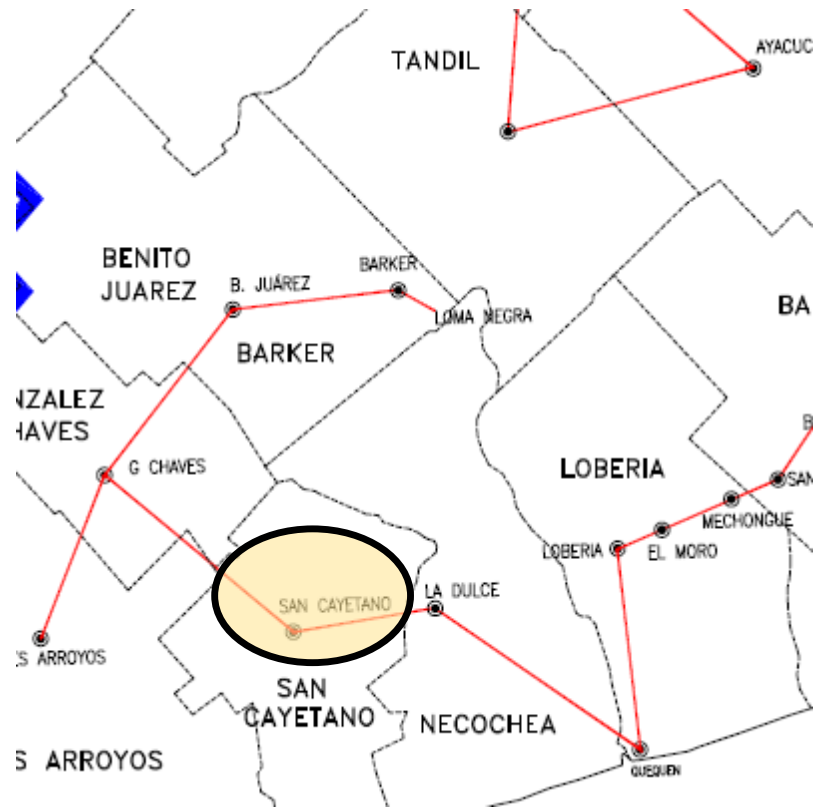 TANDIL
AYACUC
BENITO
JUAREZ
B. JUÁREZ
BARKER
LOMA NEGRA
BA
BARKER
NZALEZ
HAVES
G CHAVES
LOBERIA
B
SAN
MECHONGUE
EL MORO
LOBERIA
SAN CAYETANO
LA DULCE
S ARROYOS
SAN
CAYETANO
NECOCHEA
S ARROYOS
QUEQUEN